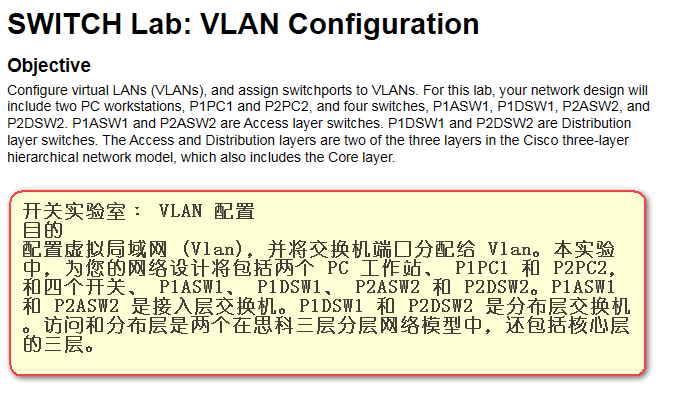 SWITCH Lab: VLAN Configuration
Objective
Configure virtual LANs (VLANs), and assign switchports to VLANs. For this lab, your network design will
include two PC workstations, P1PC1 and P2PC2, and four switches, P1ASW1, P1DSW1, P2ASW2, and
P2DSW2. P1ASW1 and P2ASW2 are Access layer switches. P1DSW1 and P2DSW2 are Distribution
layer switches. The Access and Distribution layers are two of the three layers in the Cisco three-layer
hierarchical network model, which also includes the Core layer.
开关实验室： VLAN 配置
目的
配置虚拟局域网 (Vlan)，并将交换机端口分配给 Vlan。本实验
中，为您的网络设计将包括两个 PC 工作站、 P1PC1 和 P2PC2，
和四个开关、 P1ASW1、 P1DSW1、 P2ASW2 和 P2DSW2。P1ASW1
和 P2ASW2 是接入层交换机。P1DSW1 和 P2DSW2 是分布层交换机
。访问和分布层是两个在思科三层分层网络模型中，还包括核心层
的三层。